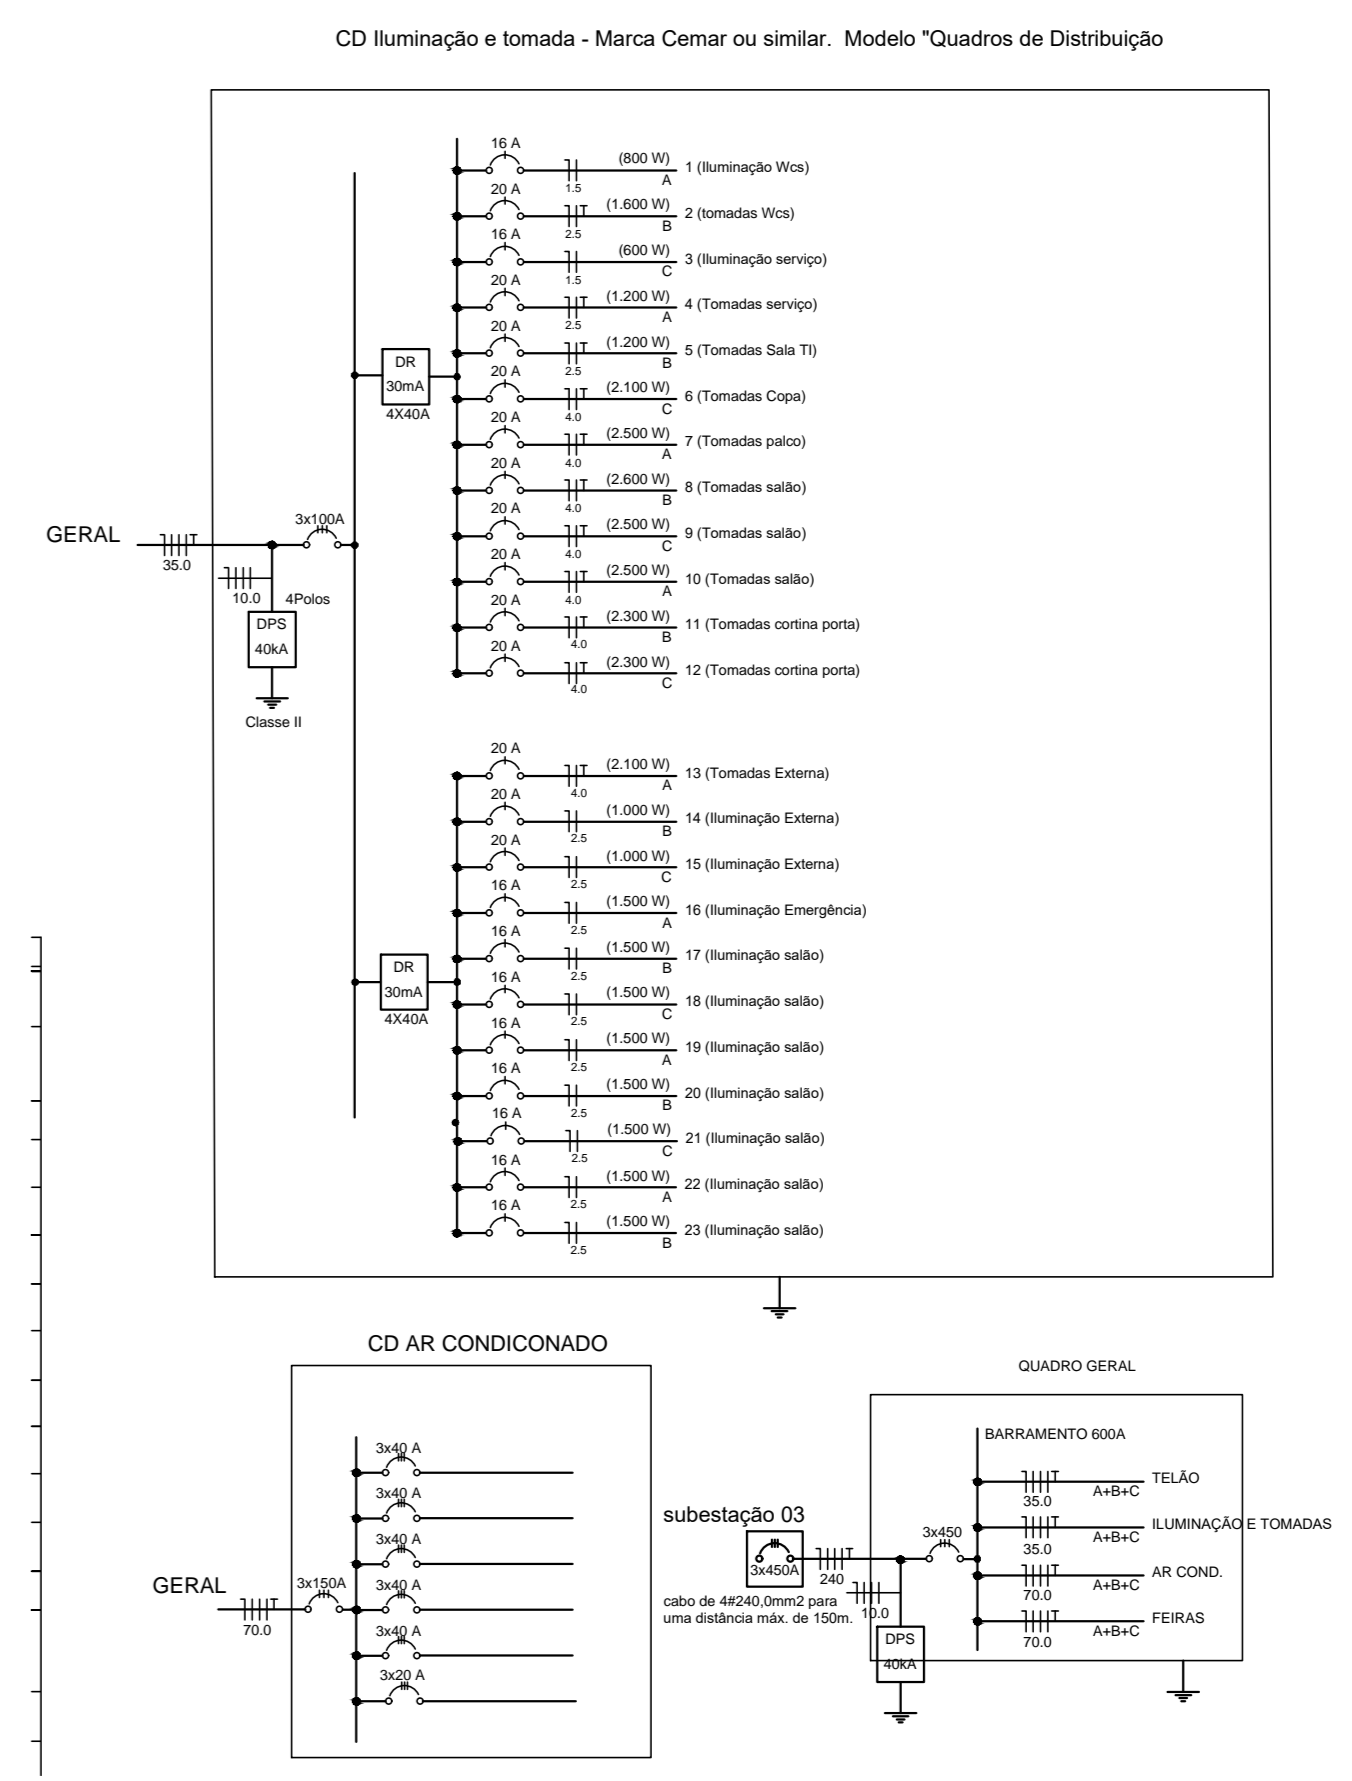 CD Iluminação e tomada - Marca Cemar ou similar.  Modelo "Quadros de Distribuição
16 A
(800 W)
1 (Iluminação Wcs)
1.5
A
20 A
(1.600 W)
2 (tomadas Wcs)
2.5
B
16 A
(600 W)
3 (Iluminação serviço)
1.5
C
20 A
(1.200 W)
4 (Tomadas serviço)
2.5
A
20 A
(1.200 W)
5 (Tomadas Sala TI)
2.5
B
20 A
(2.100 W)
6 (Tomadas Copa)
4.0
C
20 A
(2.500 W)
7 (Tomadas palco)
4.0
A
20 A
(2.600 W)
8 (Tomadas salão)
4.0
B
20 A
(2.500 W)
9 (Tomadas salão)
4.0
C
20 A
(2.500 W)
10 (Tomadas salão)
4.0
A
20 A
(2.300 W)
11 (Tomadas cortina porta)
4.0
B
20 A
(2.300 W)
12 (Tomadas cortina porta)
4.0
C
DR
30mA
4X40A
GERAL
35.0
3x100A
10.0
4Polos
DPS
40kA
Classe II
20 A
(2.100 W)
13 (Tomadas Externa)
4.0
A
20 A
(1.000 W)
14 (Iluminação Externa)
2.5
B
20 A
(1.000 W)
15 (Iluminação Externa)
2.5
C
16 A
(1.500 W)
16 (Iluminação Emergência)
2.5
A
16 A
(1.500 W)
17 (Iluminação salão)
2.5
B
16 A
(1.500 W)
18 (Iluminação salão)
2.5
C
16 A
(1.500 W)
19 (Iluminação salão)
2.5
A
16 A
(1.500 W)
20 (Iluminação salão)
2.5
B
16 A
(1.500 W)
21 (Iluminação salão)
2.5
C
16 A
(1.500 W)
22 (Iluminação salão)
2.5
A
16 A
(1.500 W)
23 (Iluminação salão)
2.5
B
DR
30mA
4X40A
CD AR CONDICONADO
3x40 A
3x40 A
3x40 A
3x40 A
3x40 A
3x20 A
GERAL
70.0
3x150A
QUADRO GERAL
BARRAMENTO 600A
TELÃO
35.0
A+B+C
ILUMINAÇÃO E TOMADAS
35.0
A+B+C
AR COND.
70.0
A+B+C
FEIRAS
70.0
A+B+C
subestação 03
3x450A
240
3x450
cabo de 4#240,0mm2 para
uma distância máx. de 150m.
10.0
DPS
40kA